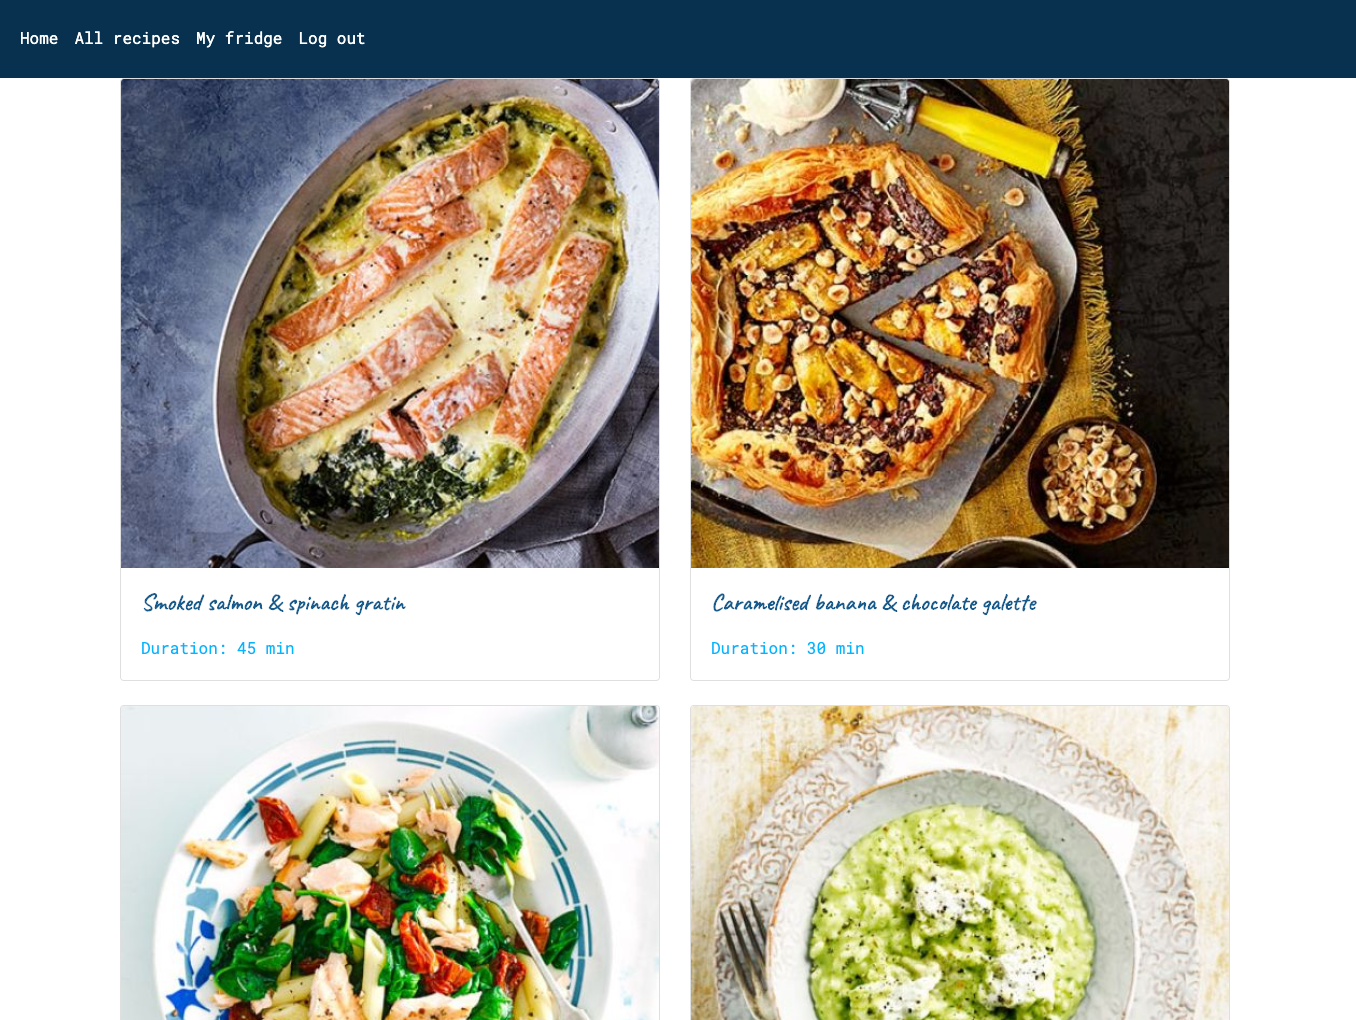 Home All recipes My fridge Log out
Smoked salmon & spinach gratin
Duration: 45 min
Caramelised banana & chocolate galette
Duration: 30 min